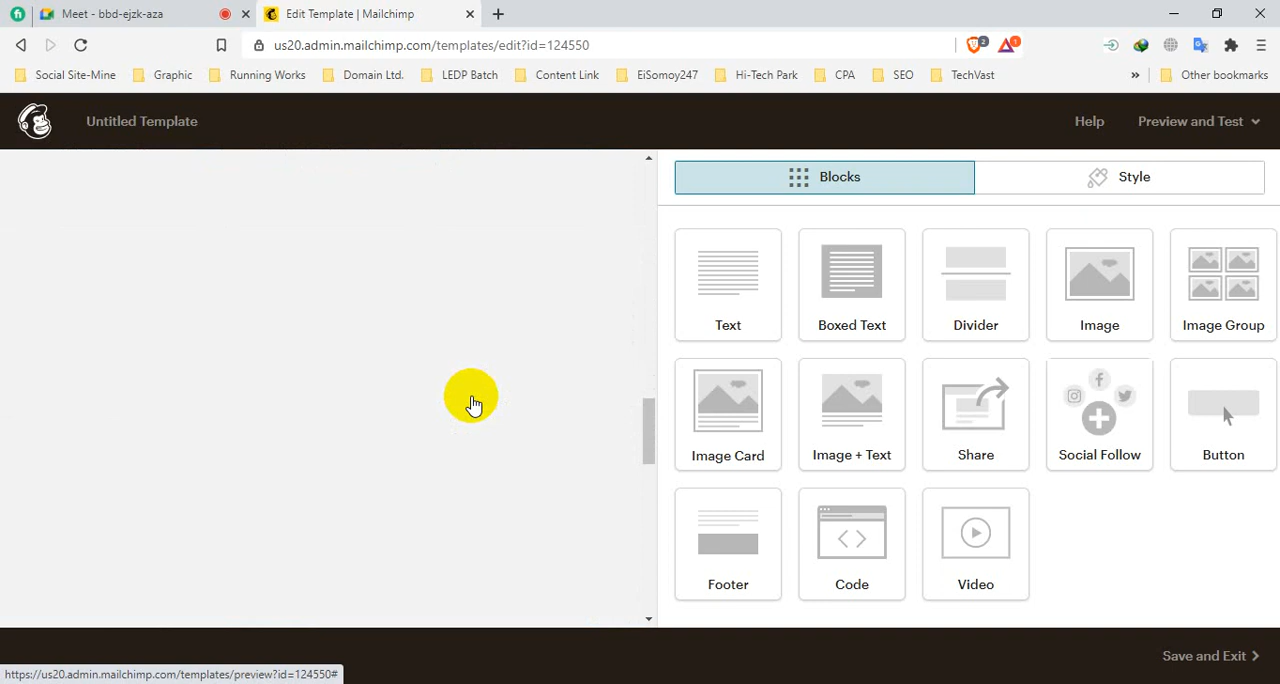 Meet - bbd-ejzk-aza
Edit Template | Mailchimp
us20.admin.mailchimp.com/templates/edit?id=124550
2
1
Social Site-Mine
Graphic
Running Works
Domain Ltd.
LEDP Batch
Content Link
EiSomoy247
Hi-Tech Park
CPA
SEO
TechVast
»
Other bookmarks
Untitled Template
Help
Preview and Test
Blocks
Style
Text
Boxed Text
Divider
Image
Image Group
Image Card
Image + Text
Share
Social Follow
Button
Footer
Code
Video
Save and Exit
https://us20.admin.mailchimp.com/templates/preview?id=124550#